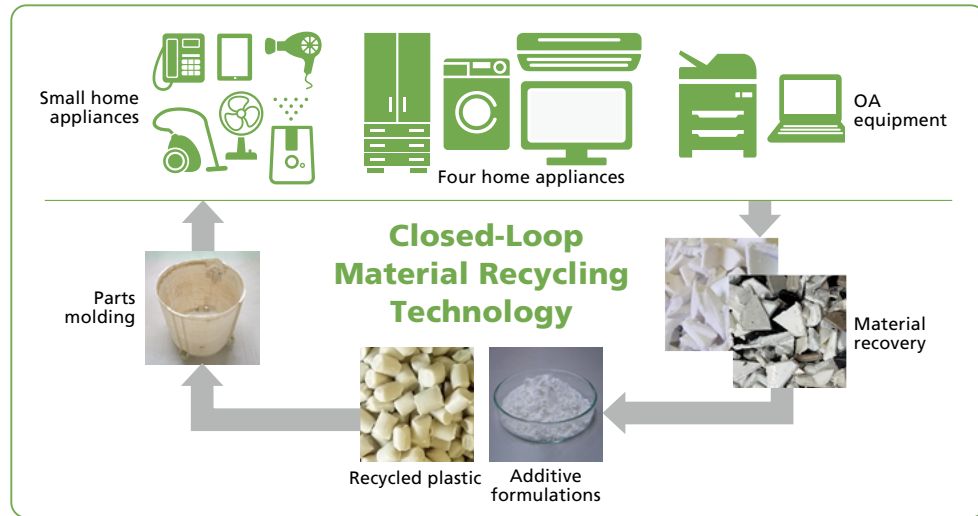 Small home
appliances
Four home appliances
OA
equipment
Closed-Loop
Material Recycling
Technology
Parts
molding
Material
recovery
Recycled plastic
Additive
formulations